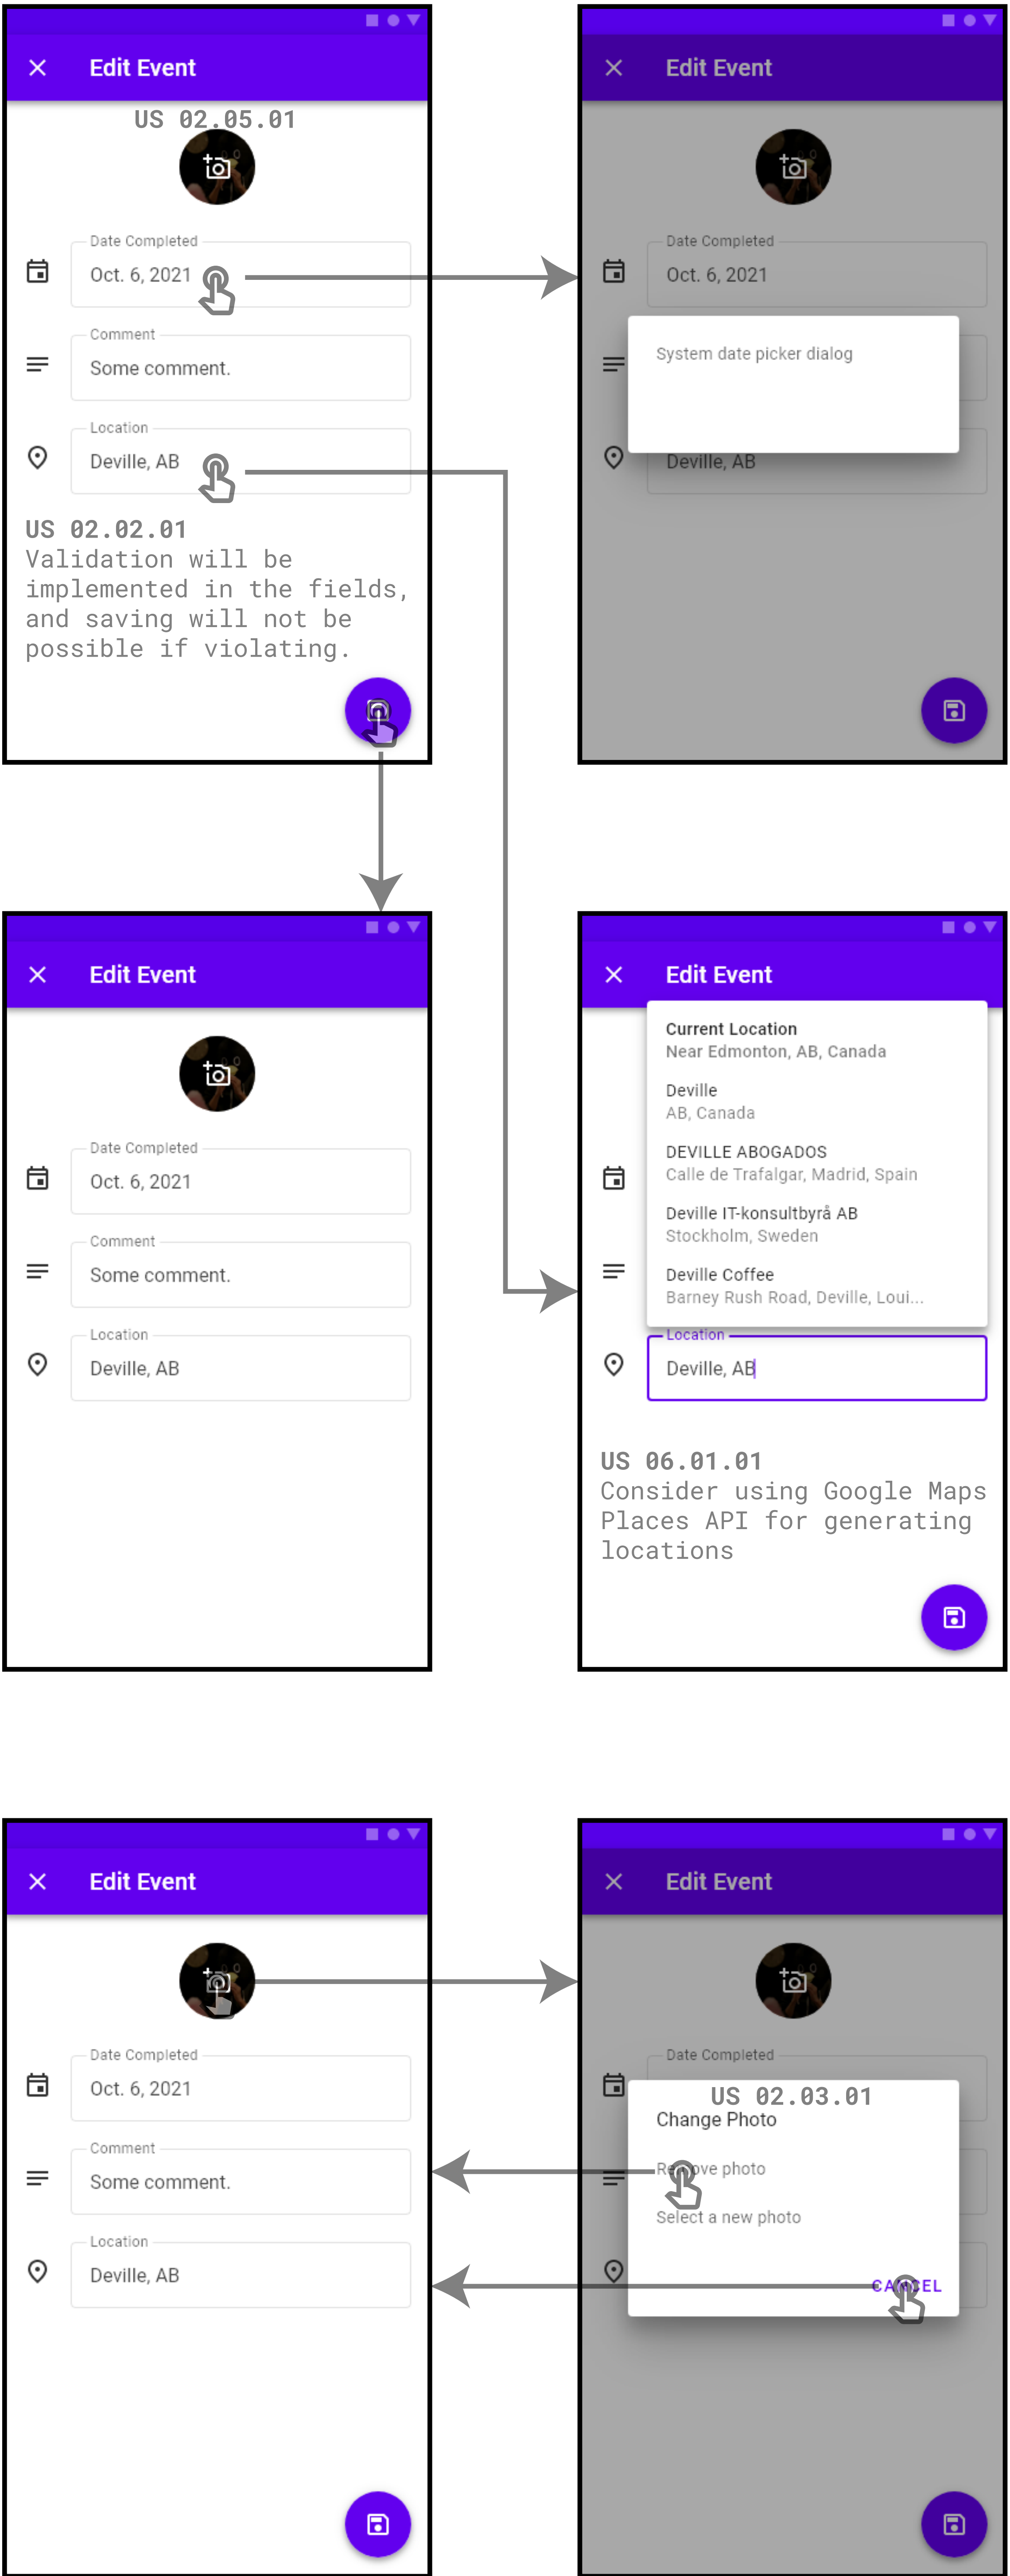 Edit Event
US 02.05.01
Date Completed
Oct. 6, 2021
Comment
Some comment.
Location
Deville, AB
US 02.02.01
Validation will be
implemented in the fields,
and saving will not be
possible if violating.
Edit Event
Date Completed
Oct. 6, 2021
System date picker dialog
Deville, AB
Edit Event
Date Completed
Oct. 6, 2021
Comment
Some comment.
Location
Deville, AB
Edit Event
Current Location
Near Edmonton, AB, Canada
Deville
AB, Canada
DEVILLE ABOGADOS
Calle de Trafalgar, Madrid, Spain
Deville IT-konsultbyrå AB
Stockholm, Sweden
Deville Coffee
Barney Rush Road, Deville, Loui...
Location
Deville, AB
US 06.01.01
Consider using Google Maps
Places API for generating
locations
Edit Event
Date Completed
Oct. 6, 2021
Comment
Some comment.
Location
Deville, AB
Edit Event
Date Completed
US 02.03.01
Change Photo
Remove photo
Select a new photo
CANCEL